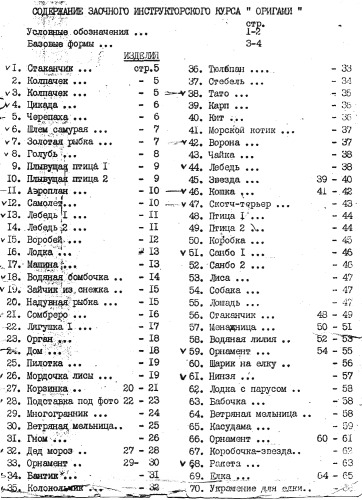 СОДЕРЖАНИЕ ЗАОЧНОГО ИНСТРУКТОРСКОГО КУРСА " ОРИГАМИ "
стр.
Условные обозначения ... 1-2
Базовые формы ... 3-4
ИЗДЕЛИЯ
v 1. Стаканчик ... стр.5
2. Колпачек ... - 5
v 3. Колпачек ... - 5
v 4. Цикада ... - 6
5. Черепаха ... - 6
v 6. Шлем самурая ... - 7
v 7. Золотая рыбка ... - 7
v 8. Голубь ... - 8
9. Плывущая птица 1 - 9
10. Плывущая птица 2 - 9
11. Аэроплан ... - 10
v 12. Самолет... - 10
v 13. Лебедь 1 ... - 11
14. Лебедь 2 ... - 11
v 15. Воробей ... - 12
16. Лодка ... - 13
17. Машина ... - 13
v 18. Водяная бомбочка .. - 14
v 19. Зайчик из снежка .. - 15
20. Надувная рыбка ... - 15
v 21. Сомбреро ... - 16
v 22. Лягушка 1 ... - 17
23. Орган ... - 18
24. Дом ... - 18
25. Пилотка ... - 19
v 26. Мордочка лисы ... - 19
27. Корзинка .. 20 - 21
v 28. Подставка под фото 22 - 23
29. Многогранник ... - 24
30. Ветряная мельница.. - 25
31. Гном ... - 26
v 32. Дед мороз .. 27 - 28
33. Орнамент .. 29- 30
v 34. Бантик ... - 31
v 35. Колокольчик ... - 32
36. Тюльпан ... - 33
37. Стебель ... - 34
v 38. Тато ... - 35
39. Карп ... - 36
40. Кит ... - 36
41. Морской котик ... - 37
v 42. Ворона ... - 37
43. Чайка ... - 38
v 44. Лебедь ... - 38
45. Звезда ... 39 - 40
v 46. Кошка ... 41 - 42
v 47. Скотч-терьер ... - 43
48. Птица 1 ... - 44
49. Птица 2 ... - 44
50. Коробка ... - 45
v 51. Санбо 1 ... - 46
52. Санбо 2 ... - 46
53. Лиса ... - 47
54. Собака ... - 47
55. Лошадь ... - 47
56. Стаканчик ... 48 - 49
57. Менажница ... 50 - 51
58. Водяная лилия .. 52 - 53
v 59. Орнамент ... 54 - 55
60. Шарик на елку .. - 56
v 61. Нинзя ... - 57
62. Лодка с парусом .. - 58
63. Бабочка ... - 58
64. Ветряная мельница .. - 58
65. Касудама ... - 59
66. Орнамент ... 60 - 61
67. Коробочка-звезда.. - 62
v 68. Ракета ... - 63
69. Елка ... 64 - 65
70. Украшение для елки..